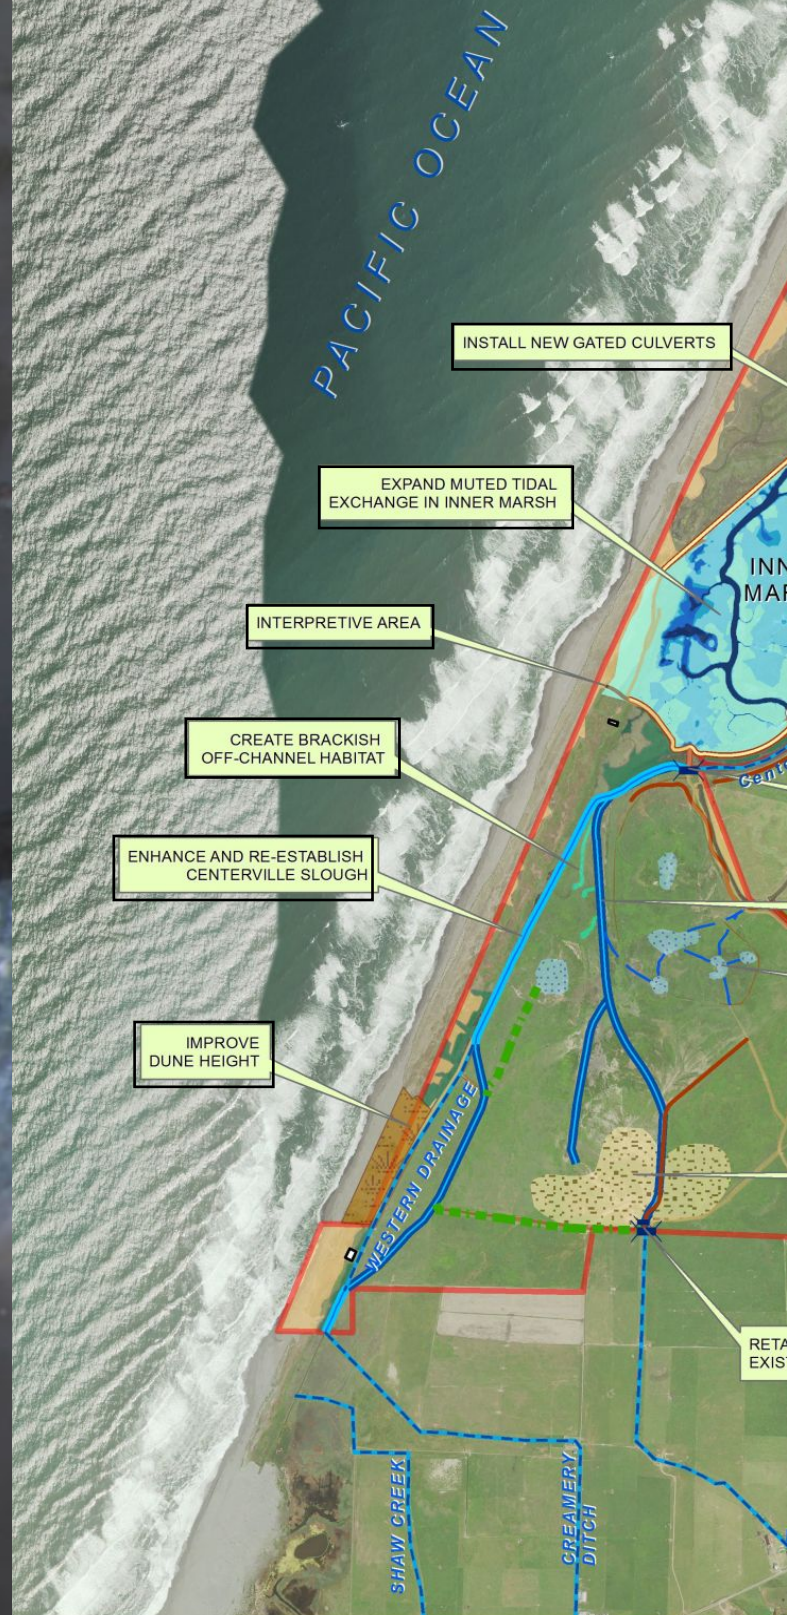 PACIFIC OCEAN
INSTALL NEW GATED CULVERTS
EXPAND MUTED TIDAL
EXCHANGE IN INNER MARSH
INTERPRETIVE AREA
CREATE BRACKISH
OFF-CHANNEL HABITAT
ENHANCE AND RE-ESTABLISH
CENTERVILLE SLOUGH
IMPROVE
DUNE HEIGHT
WESTERN DRAINAGE
SHAW CREEK
CREAMERY
DITCH